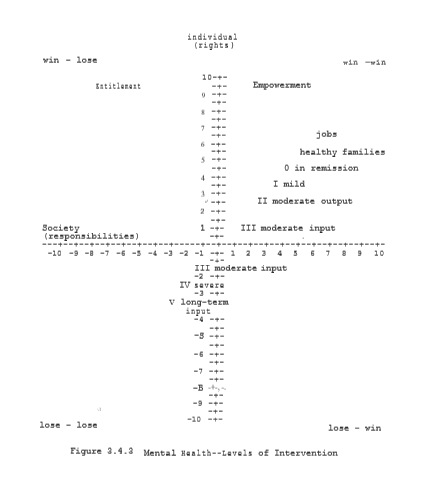 individual
(rights)
win - lose
win -win
10-+-
Entitlement
-+-
Empowerment
9 -+-
-+-
8 -+-
-+-
7 -+-
jobs
-+-
6 -+-
healthy families
-+-
5 -+-
0 in remission
-+-
4 -+-
I mild
-+-
3 -+-
II moderate output
-+-
2 -+-
-+-
Society
1 -+-
III moderate input
(responsibilities)
-+-
-10 -9 -8 -7 -6 -5 -4 -3 -2 -1 -+- 1 2 3 4 5 6 7 8 9 10
-+-
III moderate input
-2 -+-
IV severe
-3 -+-
V long-term
input
-4 -+-
-+-
-S -+-
-+-
-6 -+-
-+-
-7 -+-
-+-
-B -+-
-+-
-9 -+-
-+-
-10 -+-
lose - lose
lose - win
Figure 3.4.3 Mental Health--Levels of Intervention